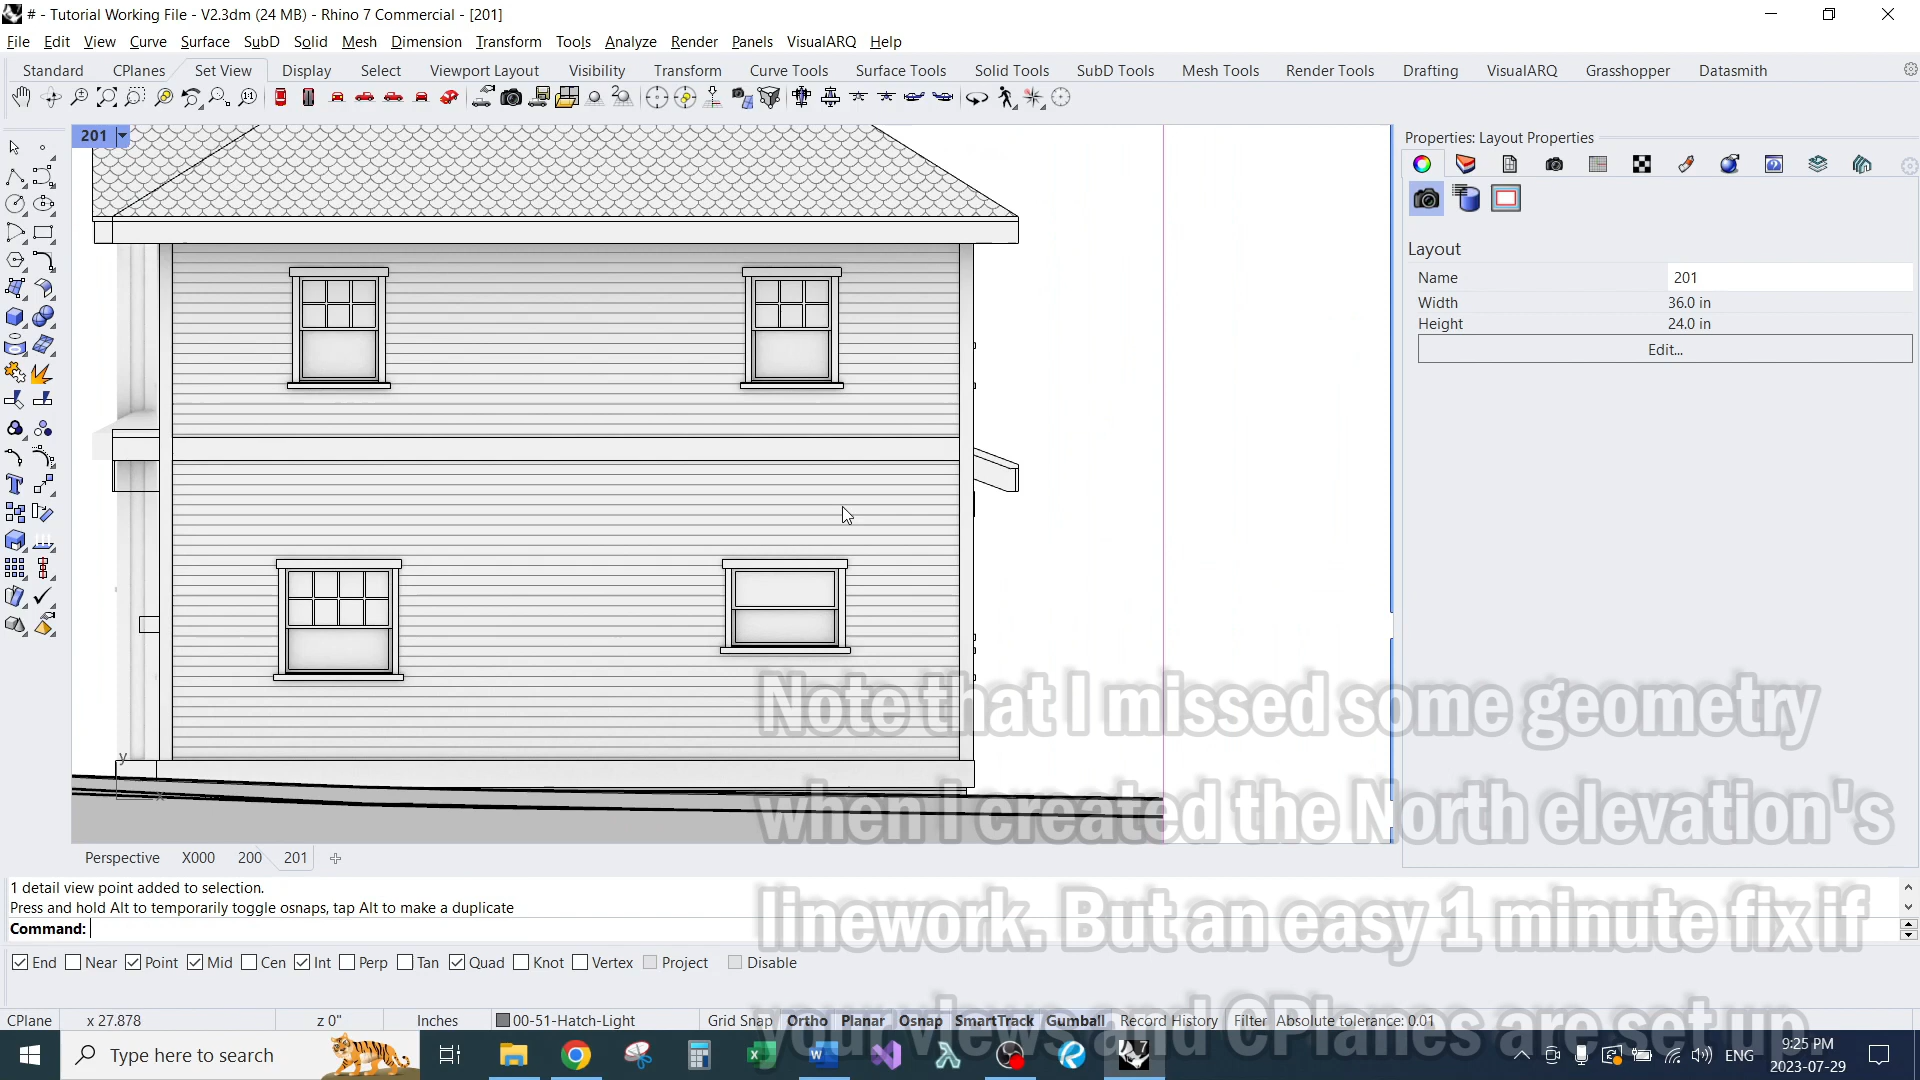 # - Tutorial Working File - V2.3dm (24 MB) - Rhino 7 Commercial - [201]
File Edit View Curve Surface SubD Solid Mesh Dimension Transform Tools Analyze Render Panels VisualARQ Help
Standard CPlanes Set View Display Select Viewport Layout Visibility Transform Curve Tools Surface Tools Solid Tools SubD Tools Mesh Tools Render Tools Drafting VisualARQ Grasshopper Datasmith
201
Properties: Layout Properties
Layout
Name 201
Width 36.0 in
Height 24.0 in
Edit...
y
x
Note that I missed some geometry
when I created the North elevation's
linework. But an easy 1 minute fix if
your views and CPlanes are set up.
Perspective X000 200 201
1 detail view point added to selection.
Press and hold Alt to temporarily toggle osnaps, tap Alt to make a duplicate
Command:
End Near Point Mid Cen Int Perp Tan Quad Knot Vertex Project Disable
CPlane x 27.878 z 0" Inches 00-51-Hatch-Light Grid Snap Ortho Planar Osnap SmartTrack Gumball Record History Filter Absolute tolerance: 0.01
Type here to search
ENG
9:25 PM
2023-07-29